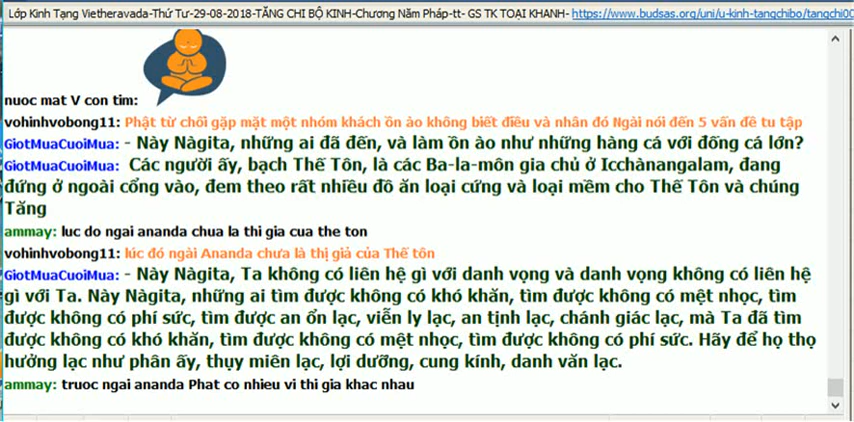 Lớp Kinh Tạng Vietheravada-Thứ Tư-29-08-2018-TĂNG CHI BỘ KINH-Chương Năm Pháp-tt- GS TK TOẠI KHANH- https://www.budsas.org/uni/u-kinh-tangchibo/tangchi00
nuoc mat V con tim:
vohinhvobong11: Phật từ chối gặp mặt một nhóm khách ồn ào không biết điều và nhân đó Ngài nói đến 5 vấn đề tu tập
GiotMuaCuoiMua: - Này Nàgita, những ai đã đến, và làm ồn ào như những hàng cá với đống cá lớn?
GiotMuaCuoiMua: Các người ấy, bạch Thế Tôn, là các Ba-la-môn gia chủ ở Icchànangalam, đang
đứng ở ngoài cổng vào, đem theo rất nhiều đồ ăn loại cứng và loại mềm cho Thế Tôn và chúng
Tăng
ammay: luc do ngai ananda chua la thi gia cua the ton
vohinhvobong11: lúc đó ngài Ananda chưa là thị giả của Thế tôn
GiotMuaCuoiMua: - Này Nàgita, Ta không có liên hệ gì với danh vọng và danh vọng không có liên hệ
gì với Ta. Này Nàgita, những ai tìm được không có khó khăn, tìm được không có mệt nhọc, tìm
được không có phí sức, tìm được an ổn lạc, viễn ly lạc, an tịnh lạc, chánh giác lạc, mà Ta đã tìm
được không có khó khăn, tìm được không có mệt nhọc, tìm được không có phí sức. Hãy để họ thọ
hưởng lạc như phân ấy, thụy miên lạc, lợi dưỡng, cung kính, danh văn lạc.
ammay: truoc ngai ananda Phat co nhieu vi thi gia khac nhau